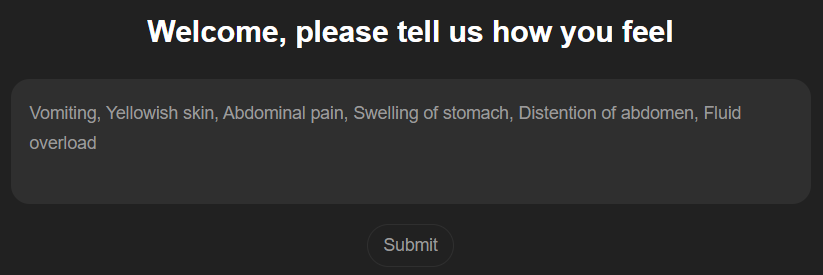 Welcome, please tell us how you feel
Vomiting, Yellowish skin, Abdominal pain, Swelling of stomach, Distention of abdomen, Fluid
overload
Submit